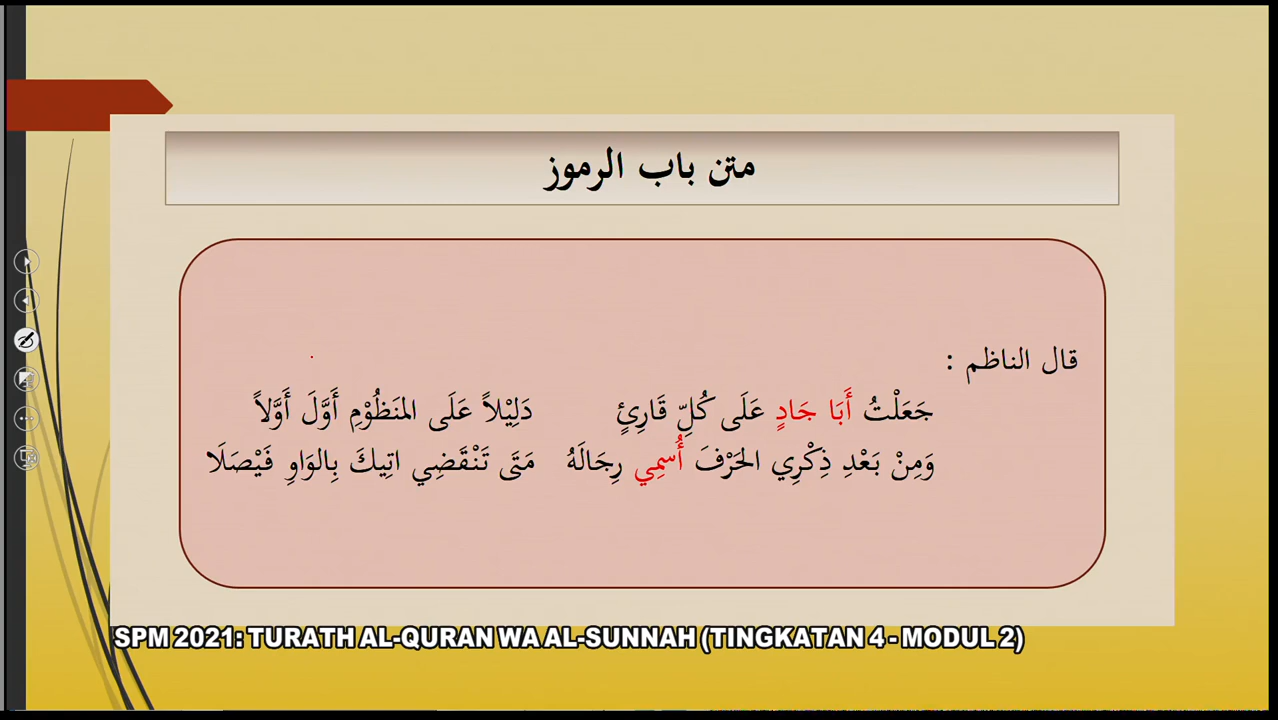 متن باب الرموز
قال الناظم :
جَعَلْتُ أَبَا جَادٍ عَلَى كُلِّ قَارِئٍ دَلِيْلاً عَلَى المَنَظُوْمِ أَوَّلَ أَوَّلاً
وَمِنْ بَعْدِ ذِكْرِي الحَرْفَ أُسمِي رِجَالَهُ مَتَى تَنْقَضِي اتِيكَ بِالوَاوِ فَيْصَلَا
SPM 2021: TURATH AL-QURAN WA AL-SUNNAH (TINGKATAN 4 - MODUL 2)